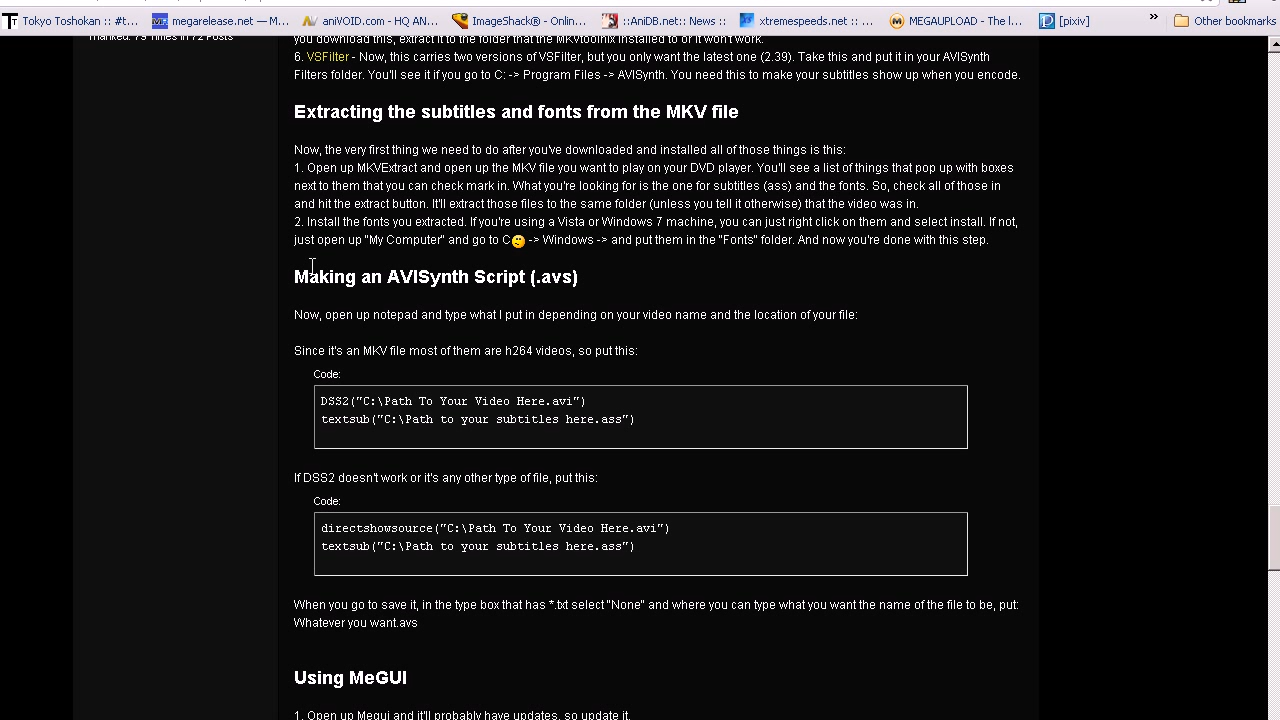 Tokyo Toshokan :: #t... megarelease.net — M... aniVOID.com - HQ AN... ImageShack® - Onlin... ::AniDB.net:: News :: xtremespeeds.net:... MEGAUPLOAD - The l... [pixiv] » Other bookmarks
Thanked: 79 Times in 72 Posts
you download this, extract it to the folder that the MKVtoolnix installed to or it won't work.
6. VSFilter - Now, this carries two versions of VSFilter, but you only want the latest one (2.39). Take this and put it in your AVISynth
Filters folder. You'll see it if you go to C: -> Program Files -> AVISynth. You need this to make your subtitles show up when you encode.
Extracting the subtitles and fonts from the MKV file
Now, the very first thing we need to do after you've downloaded and installed all of those things is this:
1. Open up MKVExtract and open up the MKV file you want to play on your DVD player. You'll see a list of things that pop up with boxes
next to them that you can check mark in. What you're looking for is the one for subtitles (ass) and the fonts. So, check all of those in
and hit the extract button. It'll extract those files to the same folder (unless you tell it otherwise) that the video was in.
2. Install the fonts you extracted. If you're using a Vista or Windows 7 machine, you can just right click on them and select install. If not,
just open up "My Computer" and go to C -> Windows -> and put them in the "Fonts" folder. And now you're done with this step.
Making an AVISynth Script (.avs)
Now, open up notepad and type what I put in depending on your video name and the location of your file:
Since it's an MKV file most of them are h264 videos, so put this:
Code:
DSS2("C:\Path To Your Video Here.avi")
textsub("C:\Path to your subtitles here.ass")
If DSS2 doesn't work or it's any other type of file, put this:
Code:
directshowsource("C:\Path To Your Video Here.avi")
textsub("C:\Path to your subtitles here.ass")
When you go to save it, in the type box that has *.txt select "None" and where you can type what you want the name of the file to be, put:
Whatever you want.avs
Using MeGUI
1. Open up Megui and it'll probably have updates, so update it.